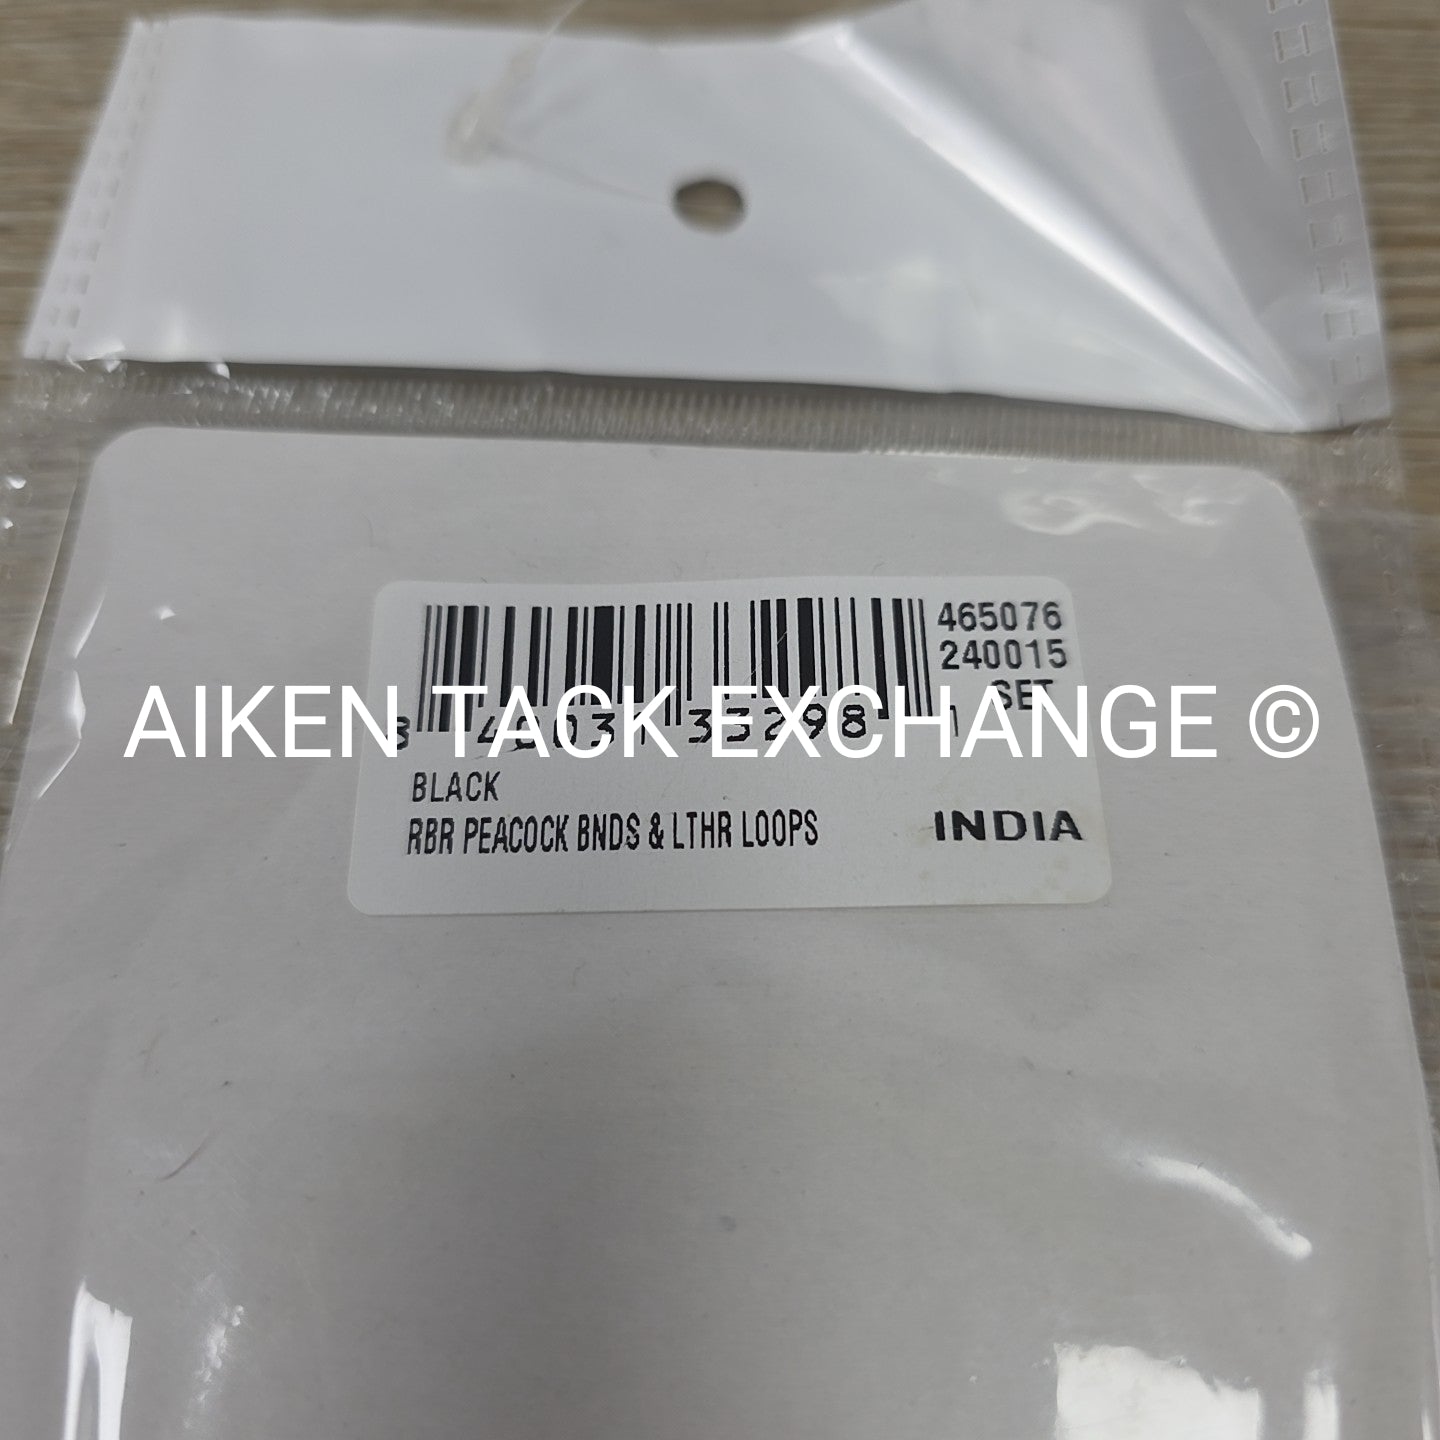 465076
240015
SET
AIKEN TACK EXCHANGE ©
BLACK
RBR PEACOCK BNDS & LTHR LOOPS
INDIA